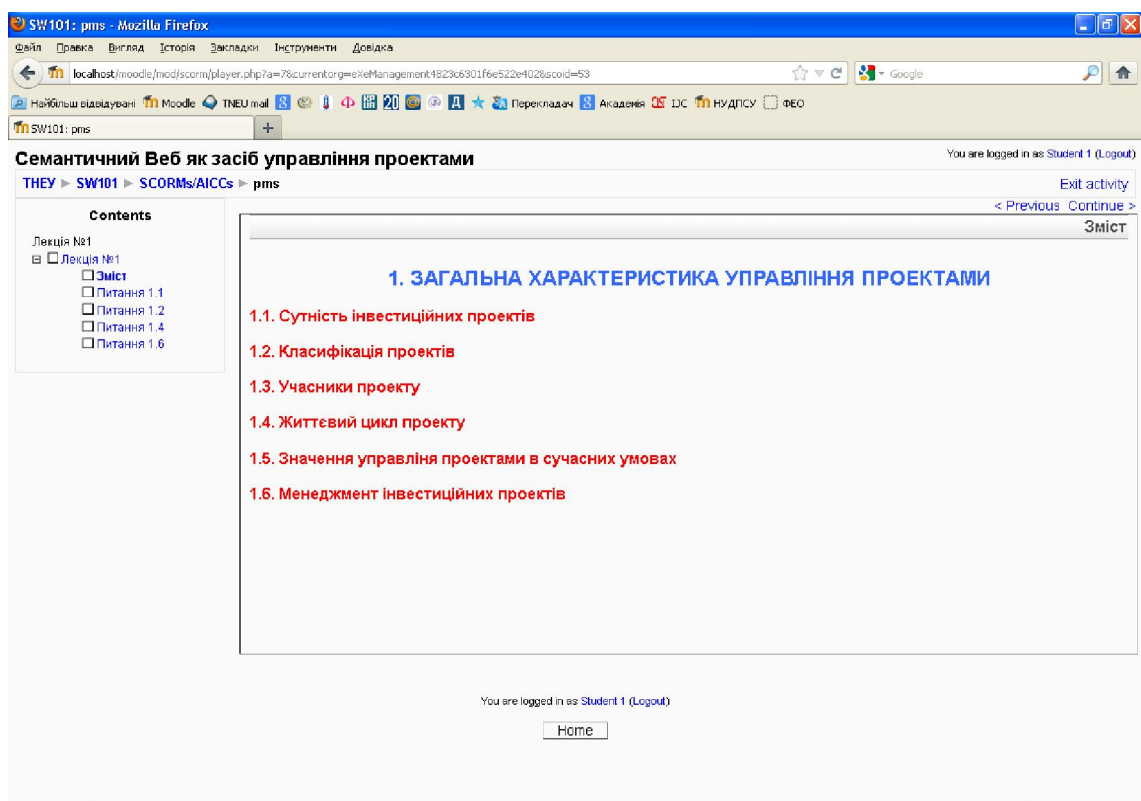 SW101: pms - Mozilla Firefox
Файл Правка Вигляд Історія Закладки Інструменти Довідка
localhost/moodle/mod/scorm/player.php?a=7&currentorg=eXeManagement4823c6301f6e522e402&scoid=53 Google
Найбільш відвідувані Moodle TNEU mail 20 Д Перекладач 8 Академія ІЗС НУДПСУ ФЕО
SW101: pms +
Семантичний Веб як засіб управління проектами You are logged in as Student 1 (Logout)
ТНЕУ ► SW101 ► SCORMs/AICCs ► pms Exit activity
< Previous Continue >
Contents
Лекція №1
Лекція №1
Зміст
Питання 1.1
Питання 1.2
Питання 1.4
Питання 1.6
Зміст
1. ЗАГАЛЬНА ХАРАКТЕРИСТИКА УПРАВЛІННЯ ПРОЕКТАМИ
1.1. Сутність інвестиційних проектів
1.2. Класифікація проектів
1.3. Учасники проекту
1.4. Життєвий цикл проекту
1.5. Значення управліня проектами в сучасних умовах
1.6. Менеджмент інвестиційних проектів
You are logged in as Student 1 (Logout)
Home